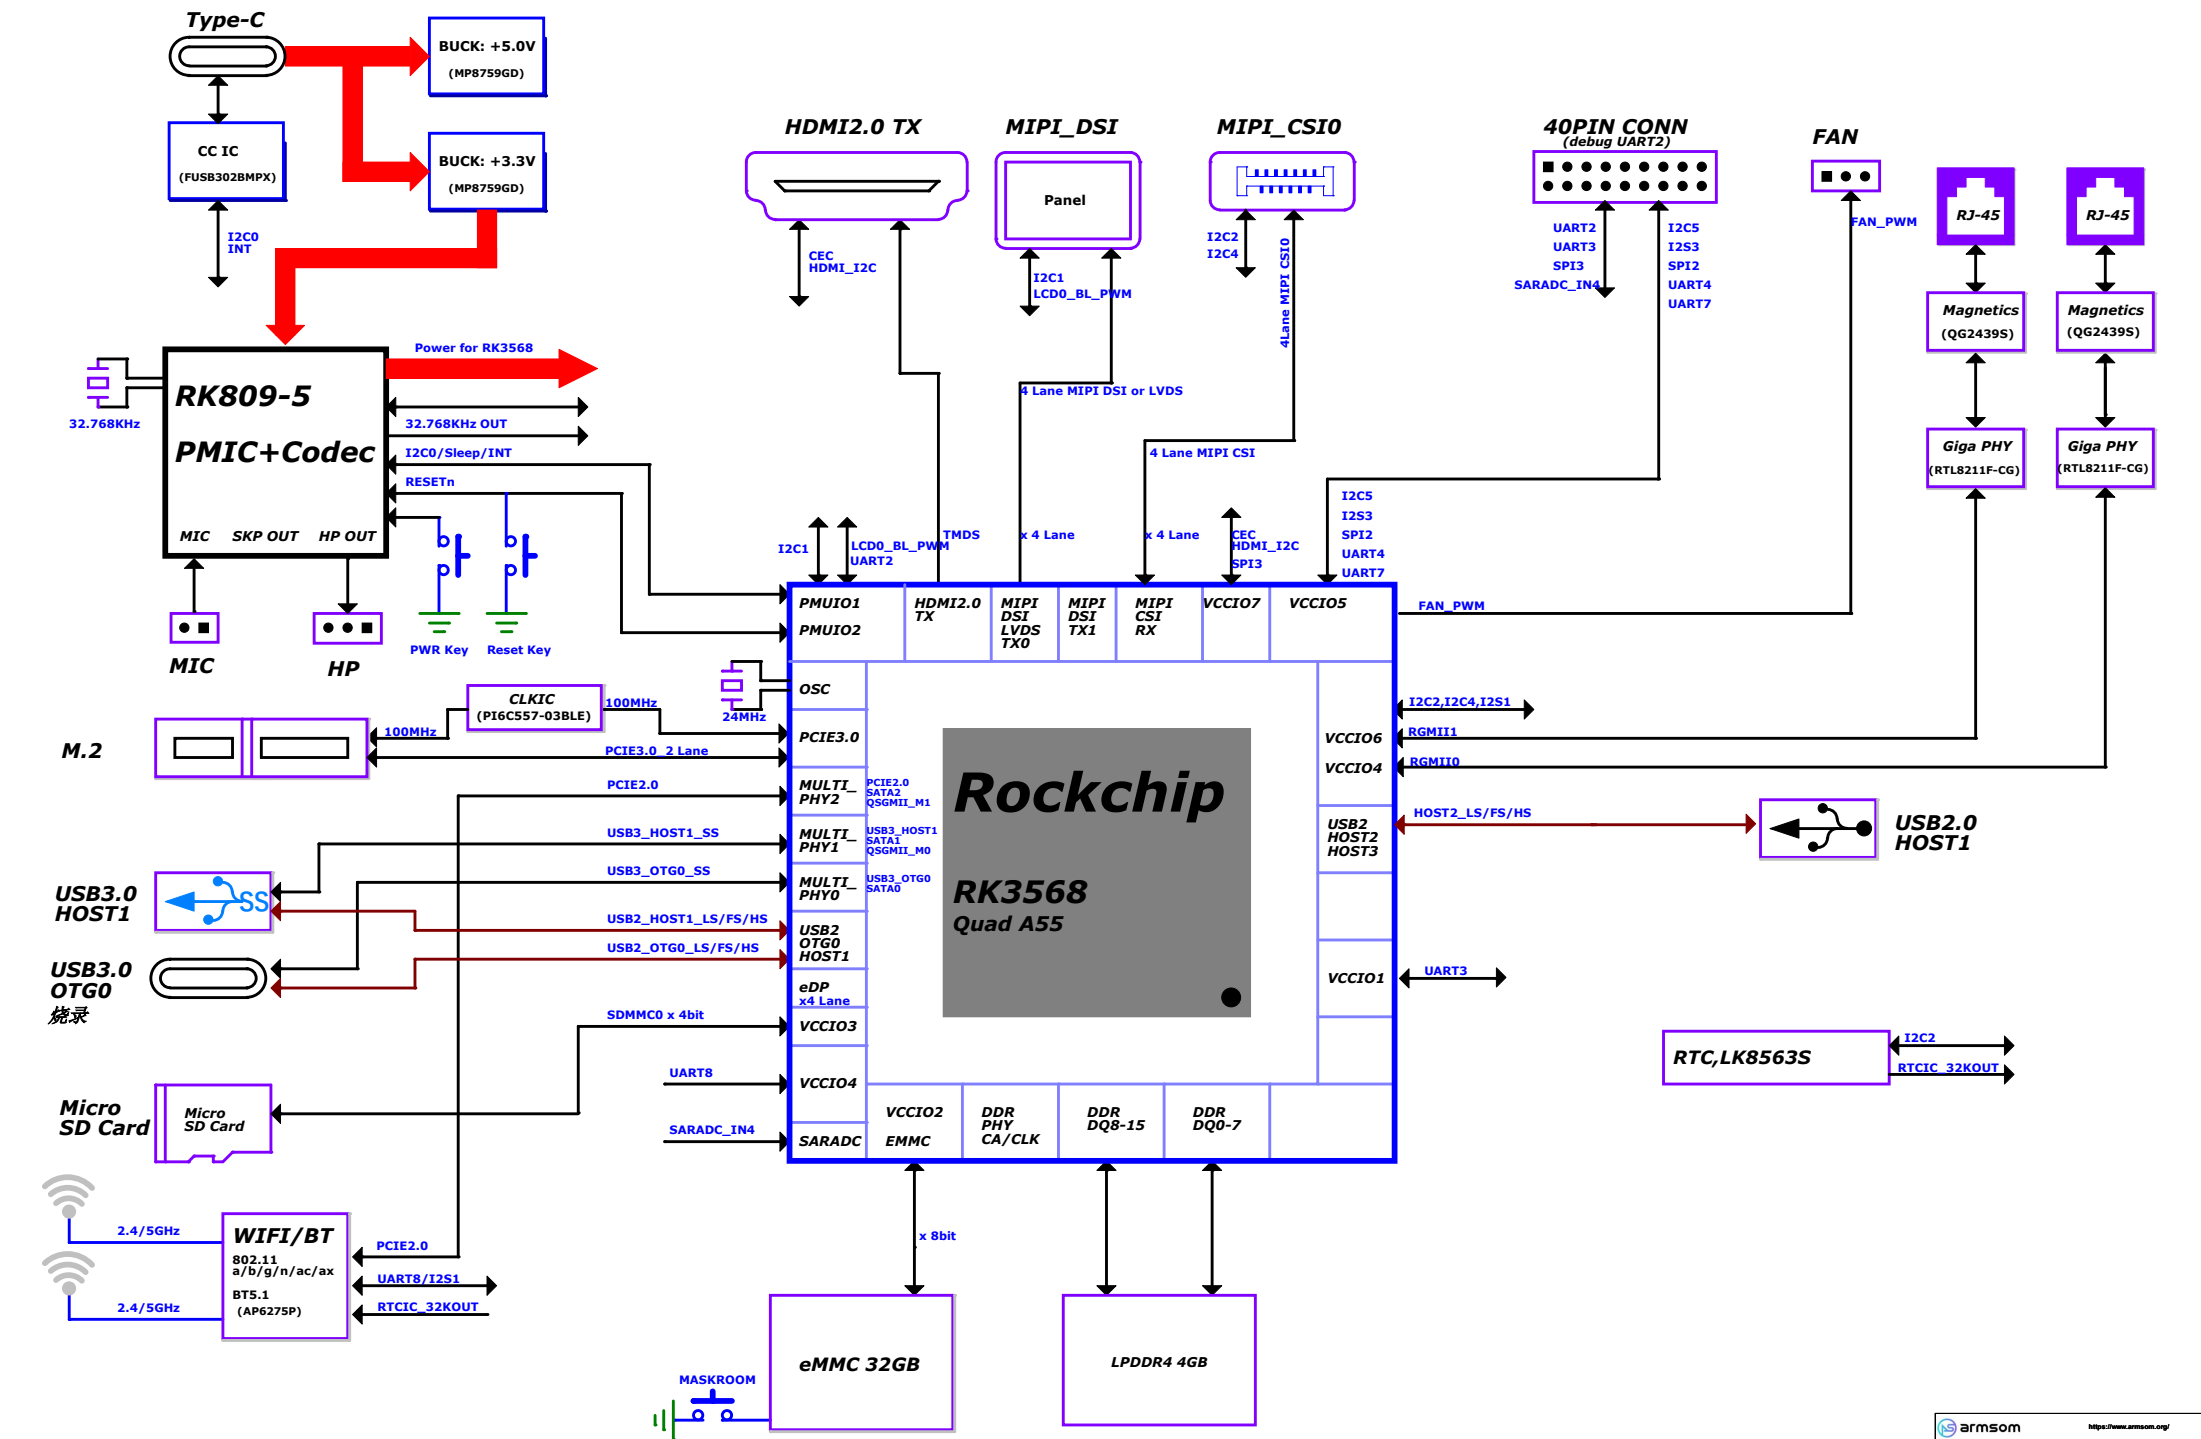 Type-C
BUCK: +5.0V
(MP8759GD)
CC IC
(FUSB302BMPX)
BUCK: +3.3V
(MP8759GD)
I2C0
INT
HDMI2.0 TX
MIPI_DSI
MIPI_CSI0
40PIN CONN
(debug UART2)
FAN
Panel
RJ-45
RJ-45
CEC
HDMI_I2C
I2C1
LCD0_BL_PWM
I2C2
I2C4
4Lane MIPI CSI0
UART2
UART3
SPI3
SARADC_IN4
I2C5
I2S3
SPI2
UART4
UART7
FAN_PWM
Magnetics
(QG2439S)
Magnetics
(QG2439S)
Giga PHY
(RTL8211F-CG)
Giga PHY
(RTL8211F-CG)
32.768KHz
RK809-5
PMIC+Codec
MIC
SKP OUT
HP OUT
Power for RK3568
32.768KHz OUT
I2C0/Sleep/INT
RESETn
PWR Key
Reset Key
MIC
HP
4 Lane MIPI DSI or LVDS
4 Lane MIPI CSI
I2C1
LCD0_BL_PWM
UART2
TMDS
x 4 Lane
x 4 Lane
CEC
HDMI_I2C
SPI3
I2C5
I2S3
SPI2
UART4
UART7
PMUIO1
PMUIO2
HDMI2.0
TX
MIPI
DSI
LVDS
TX0
MIPI
DSI
TX1
MIPI
CSI
RX
VCCIO7
VCCIO5
FAN_PWM
24MHz
OSC
CLKIC
(PI6C557-03BLE)
100MHz
100MHz
M.2
PCIE3.0_2 Lane
PCIE3.0
PCIE2.0
MULTI_
PHY2
PCIE2.0
SATA2
QSGMII_M1
USB3_HOST1_SS
MULTI_
PHY1
USB3_HOST1
SATA1
QSGMII_M0
USB3_OTG0_SS
MULTI_
PHY0
USB3_OTG0
SATA0
USB3.0
HOST1
SS
USB2_HOST1_LS/FS/HS
USB2_OTG0_LS/FS/HS
USB2
OTG0
HOST1
USB3.0
OTG0
烧录
eDP
x4 Lane
SDMMC0 x 4bit
VCCIO3
UART8
VCCIO4
SARADC_IN4
SARADC
Rockchip
RK3568
Quad A55
I2C2,I2C4,I2S1
VCCIO6
RGMII1
VCCIO4
RGMII0
USB2
HOST2
HOST3
HOST2_LS/FS/HS
USB2.0
HOST1
VCCIO1
UART3
RTC,LK8563S
I2C2
RTCIC_32KOUT
Micro
SD Card
Micro
SD Card
VCCIO2
EMMC
DDR
PHY
CA/CLK
DDR
DQ8-15
DDR
DQ0-7
2.4/5GHz
2.4/5GHz
WIFI/BT
802.11
a/b/g/n/ac/ax
BT5.1
(AP6275P)
PCIE2.0
UART8/I2S1
RTCIC_32KOUT
x 8bit
eMMC 32GB
LPDDR4 4GB
MASKROOM
armsom
https://www.armsom.org/